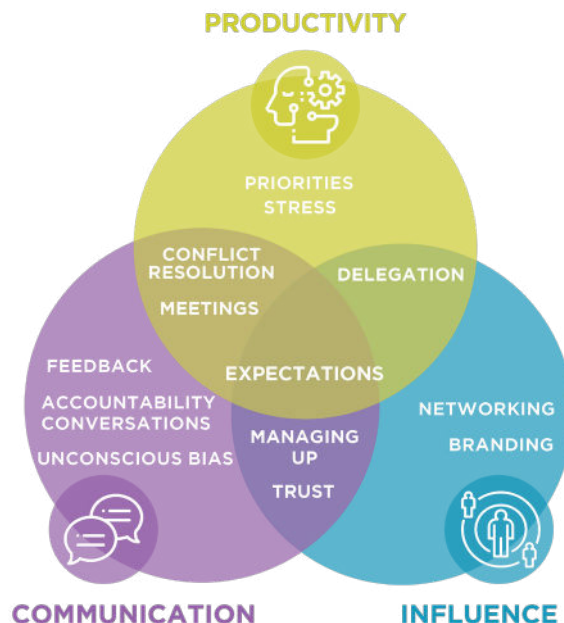 PRODUCTIVITY
PRIORITIES
STRESS
CONFLICT
RESOLUTION
MEETINGS
DELEGATION
EXPECTATIONS
FEEDBACK
ACCOUNTABILITY
CONVERSATIONS
UNCONSCIOUS BIAS
MANAGING
UP
TRUST
NETWORKING
BRANDING
COMMUNICATION
INFLUENCE